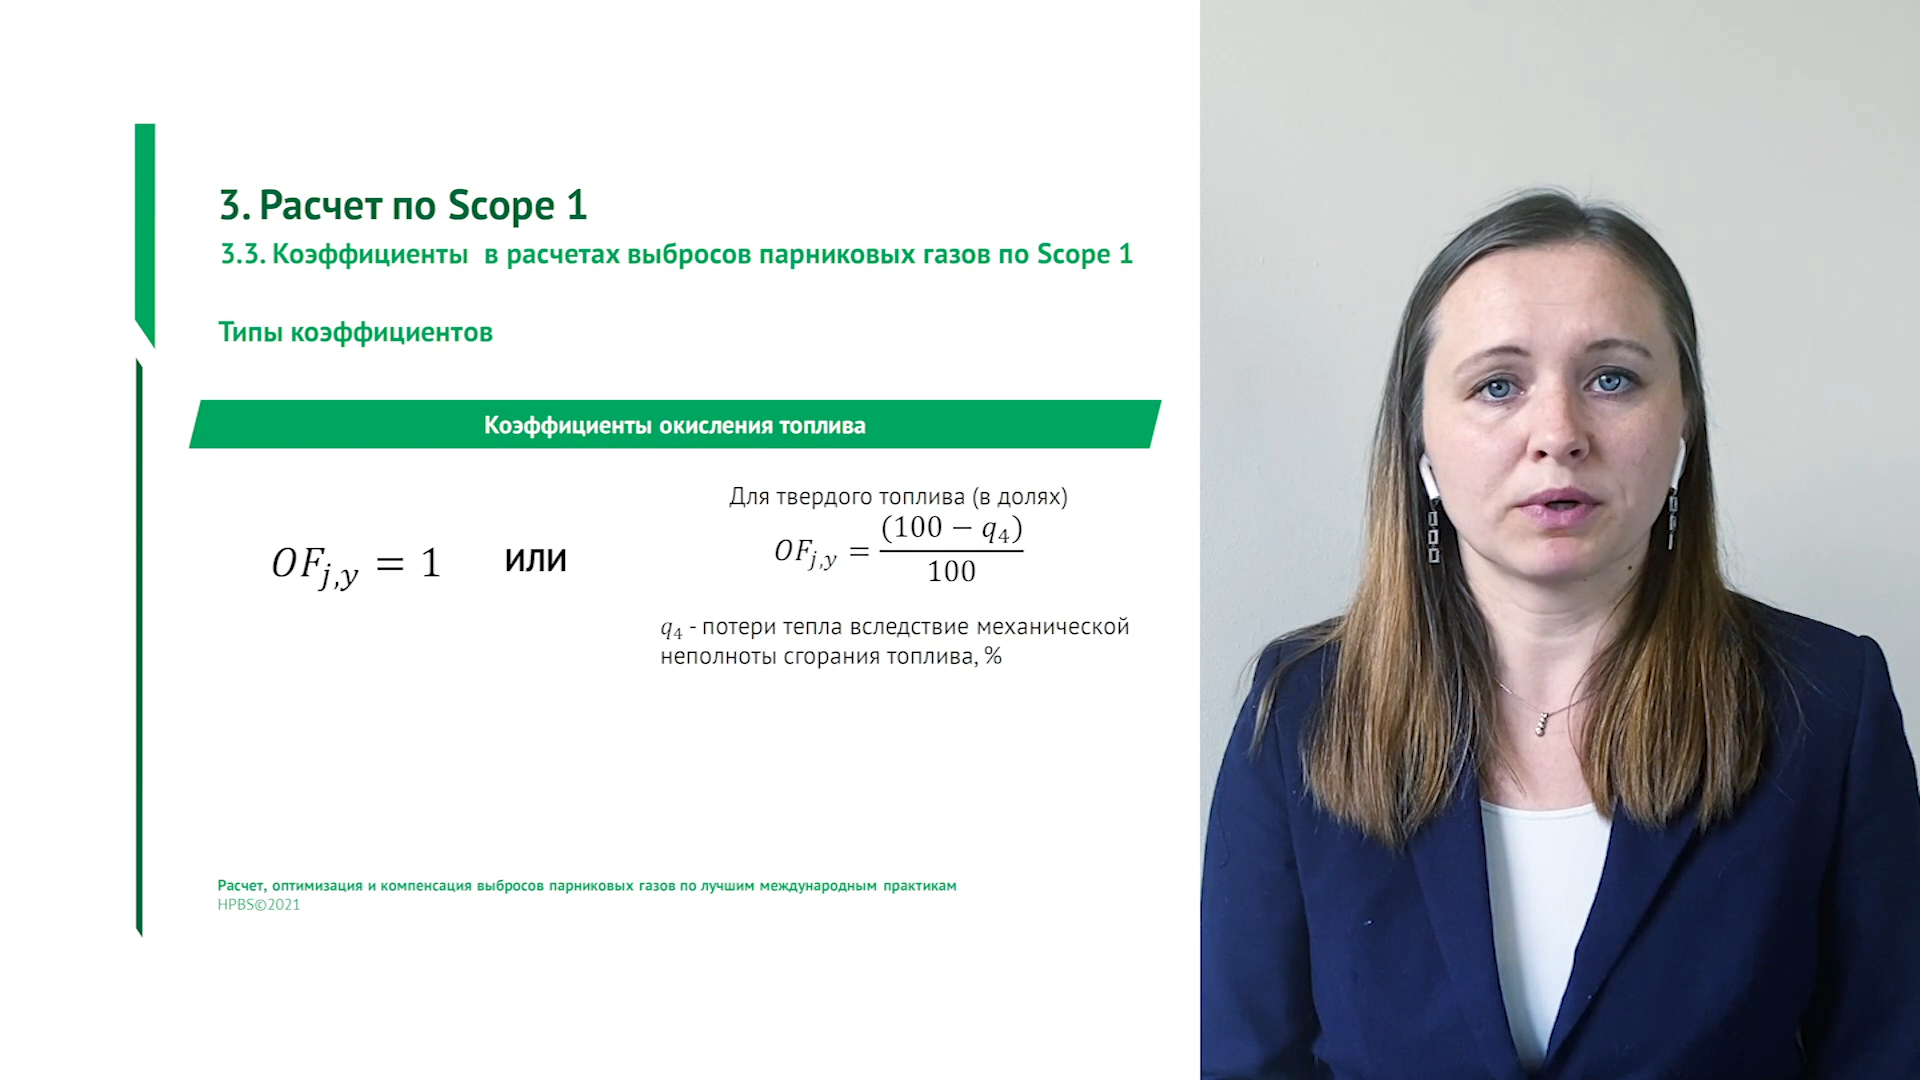 3. Расчет по Scope 1
3.3. Коэффициенты в расчетах выбросов парниковых газов по Scope 1
Типы коэффициентов
Коэффициенты окисления топлива
OF_{j,y} = 1
ИЛИ
Для твердого топлива (в долях)
OF_{j,y} = (100 − q₄) / 100
q₄ - потери тепла вследствие механической
неполноты сгорания топлива, %
Расчет, оптимизация и компенсация выбросов парниковых газов по лучшим международным практикам
HPBS©2021